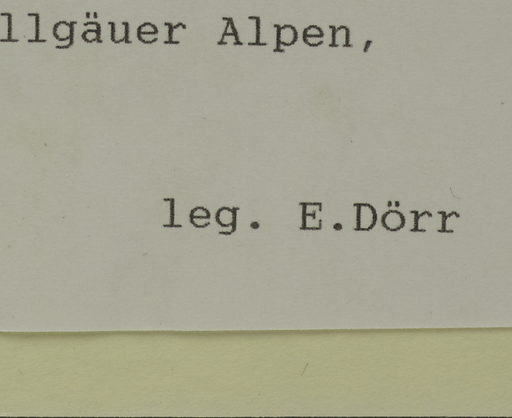 llgäuer Alpen,
leg. E.Dörr